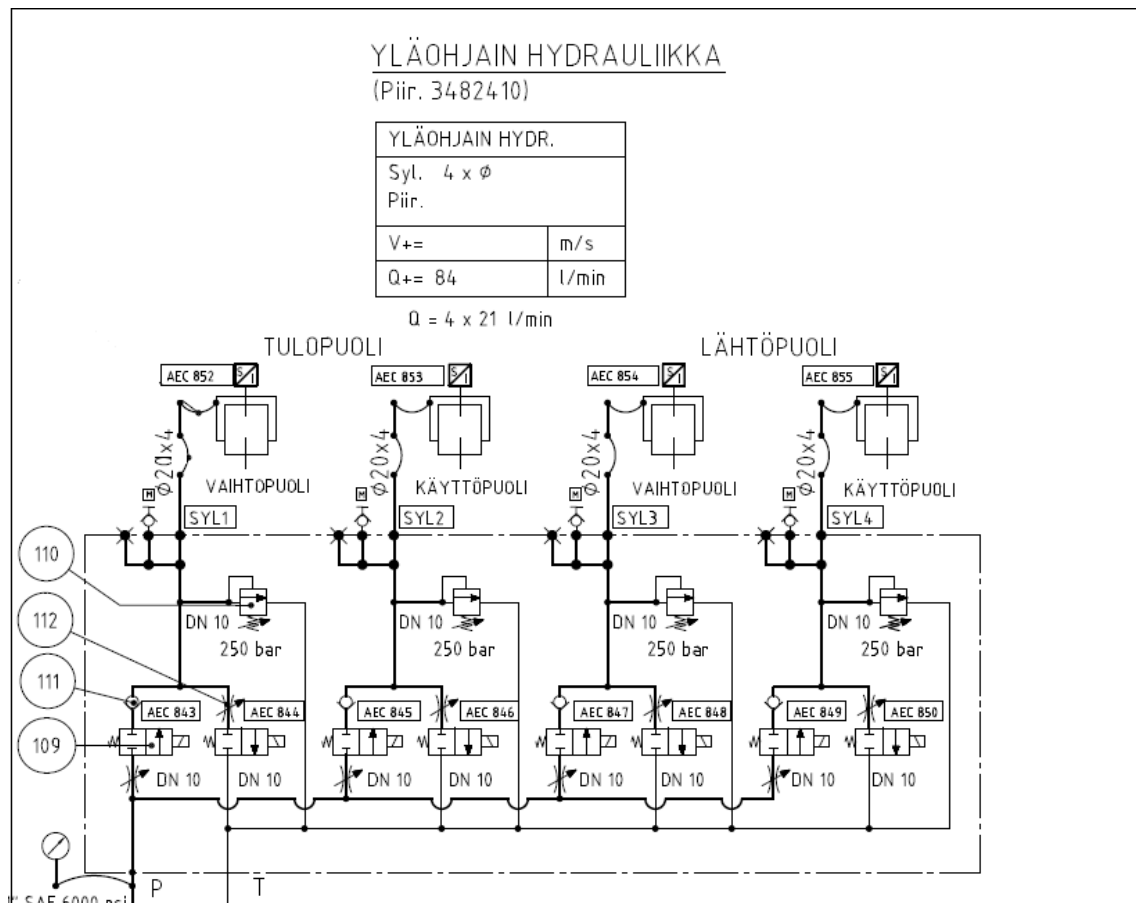 YLÄOHJAIN HYDRAULIIKKA
(Piir. 3482410)
YLÄOHJAIN HYDR.
Syl. 4 x Ø
Piir.
V+= m/s
Q+= 84 l/min
Q = 4 x 21 l/min
TULOPUOLI LÄHTÖPUOLI
AEC 852 S/I AEC 853 S/I AEC 854 S/I AEC 855 S/I
Ø20x4 Ø20x4 Ø20x4 Ø20x4
VAIHTOPUOLI KÄYTTÖPUOLI VAIHTOPUOLI KÄYTTÖPUOLI
M M M M
SYL1 SYL2 SYL3 SYL4
110
112
DN 10 DN 10 DN 10 DN 10
250 bar 250 bar 250 bar 250 bar
111
AEC 843 AEC 844 AEC 845 AEC 846 AEC 847 AEC 848 AEC 849 AEC 850
109
DN 10 DN 10 DN 10 DN 10 DN 10 DN 10 DN 10 DN 10
P T
SAE 6000 psi